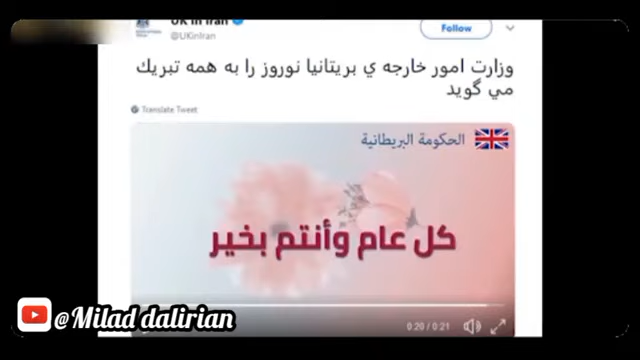 UK in Iran
@UKinIran
Follow
وزارت امور خارجه ي بريتانيا نوروز را به همه تبريك
مي گويد
Translate Tweet
الحكومة البريطانية
كل عام وأنتم بخير
0:20 / 0:21
@Milad dalirian